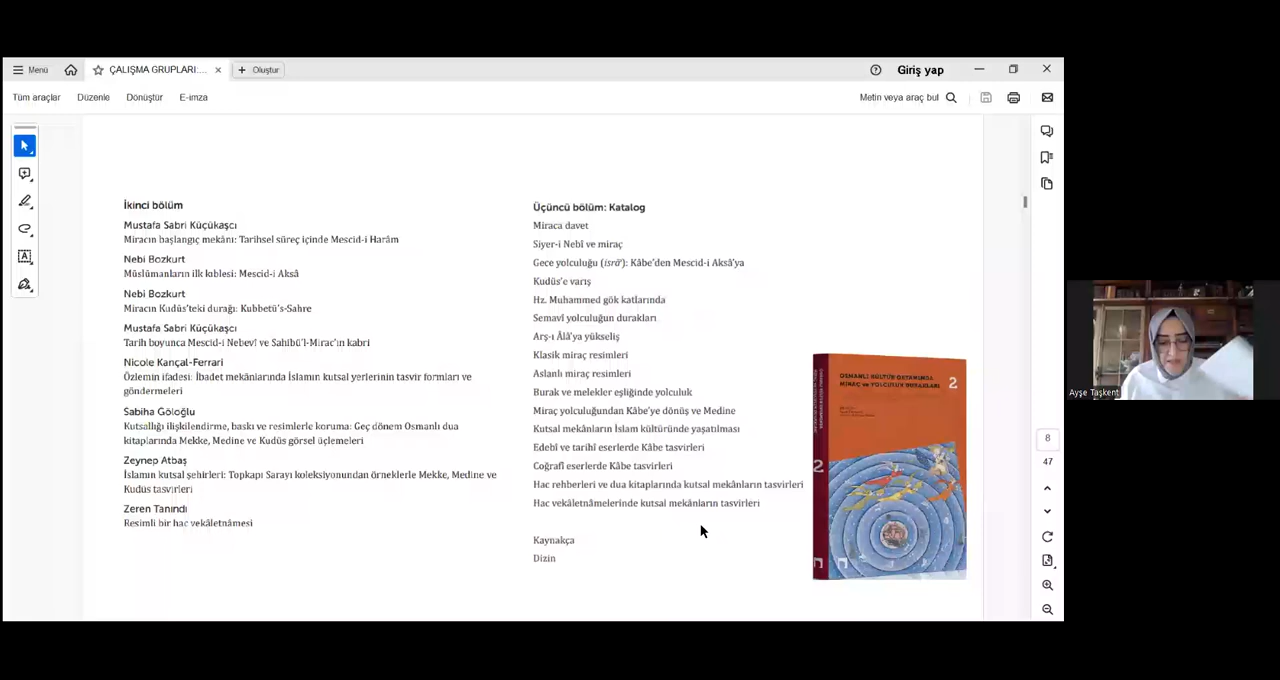 Menü
ÇALIŞMA GRUPLARI:...
Oluştur
Giriş yap
Tüm araçlar
Düzenle
Dönüştür
E-imza
Metin veya araç bul
İkinci bölüm
Mustafa Sabri Küçükaşcı
Miracın başlangıç mekânı: Tarihsel süreç içinde Mescid-i Harâm
Nebi Bozkurt
Müslümanların ilk kıblesi: Mescid-i Aksâ
Nebi Bozkurt
Miracın Kudüs'teki durağı: Kubbetü's-Sahre
Mustafa Sabri Küçükaşcı
Tarih boyunca Mescid-i Nebevî ve Sahibü'l-Mirac'ın kabri
Nicole Kançal-Ferrari
Özlemin ifadesi: İbadet mekânlarında İslamın kutsal yerlerinin tasvir formları ve
göndermeleri
Sabiha Göloğlu
Kutsallığı ilişkilendirme, baskı ve resimlerle koruma: Geç dönem Osmanlı dua
kitaplarında Mekke, Medine ve Kudüs görsel üçlemeleri
Zeynep Atbaş
İslamın kutsal şehirleri: Topkapı Sarayı koleksiyonundan örneklerle Mekke, Medine ve
Kudüs tasvirleri
Zeren Tanındı
Resimli bir hac vekâletnâmesi
Üçüncü bölüm: Katalog
Miraca davet
Siyer-i Nebî ve miraç
Gece yolculuğu (isrâ'): Kâbe'den Mescid-i Aksâ'ya
Kudüs'e varış
Hz. Muhammed gök katlarında
Semavî yolculuğun durakları
Arş-ı Âlâ'ya yükseliş
Klasik miraç resimleri
Aslanlı miraç resimleri
Burak ve melekler eşliğinde yolculuk
Miraç yolculuğundan Kâbe'ye dönüş ve Medine
Kutsal mekânların İslam kültüründe yaşatılması
Edebî ve tarihî eserlerde Kâbe tasvirleri
Coğrafî eserlerde Kâbe tasvirleri
Hac rehberleri ve dua kitaplarında kutsal mekânların tasvirleri
Hac vekâletnâmelerinde kutsal mekânların tasvirleri
Kaynakça
Dizin
OSMANLI KÜLTÜR ORTAMINDA
MİRAÇ ve YOLCULUK DURAKLARI
2
2
8
47
Ayşe Taşkent